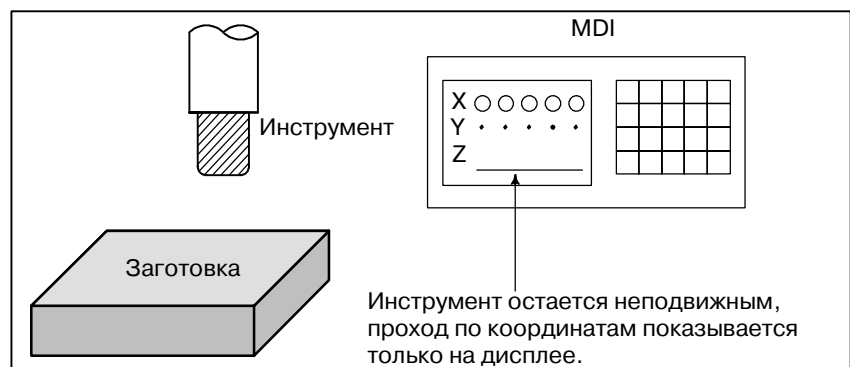 MDI
X
Y
Z
Инструмент
Заготовка
Инструмент остается неподвижным,
проход по координатам показывается
только на дисплее.